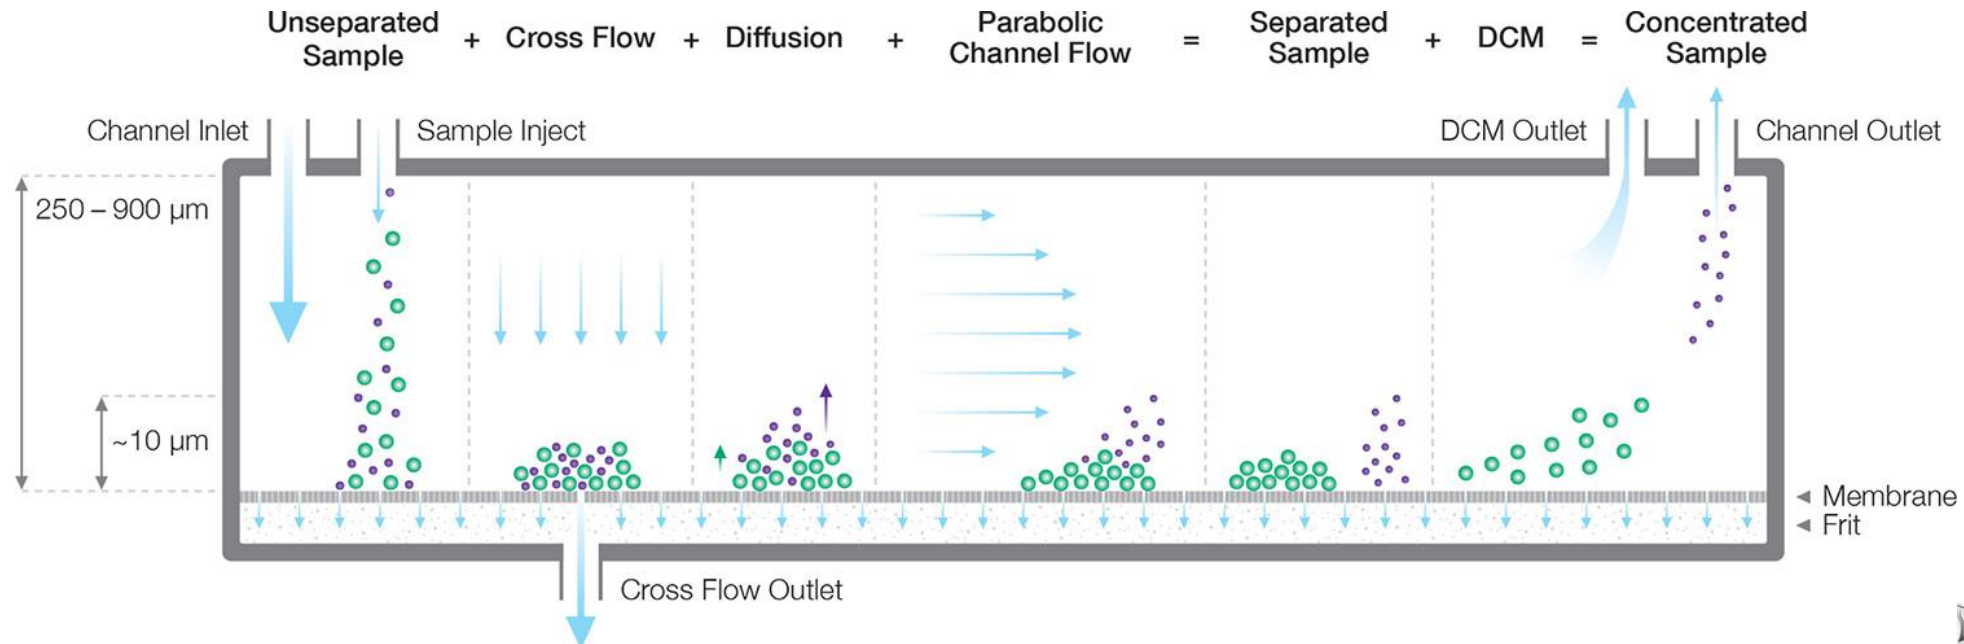 Unseparated Sample + Cross Flow + Diffusion + Parabolic Channel Flow = Separated Sample + DCM = Concentrated Sample
Channel Inlet
Sample Inject
DCM Outlet
Channel Outlet
250 – 900 µm
~10 µm
Membrane
Frit
Cross Flow Outlet